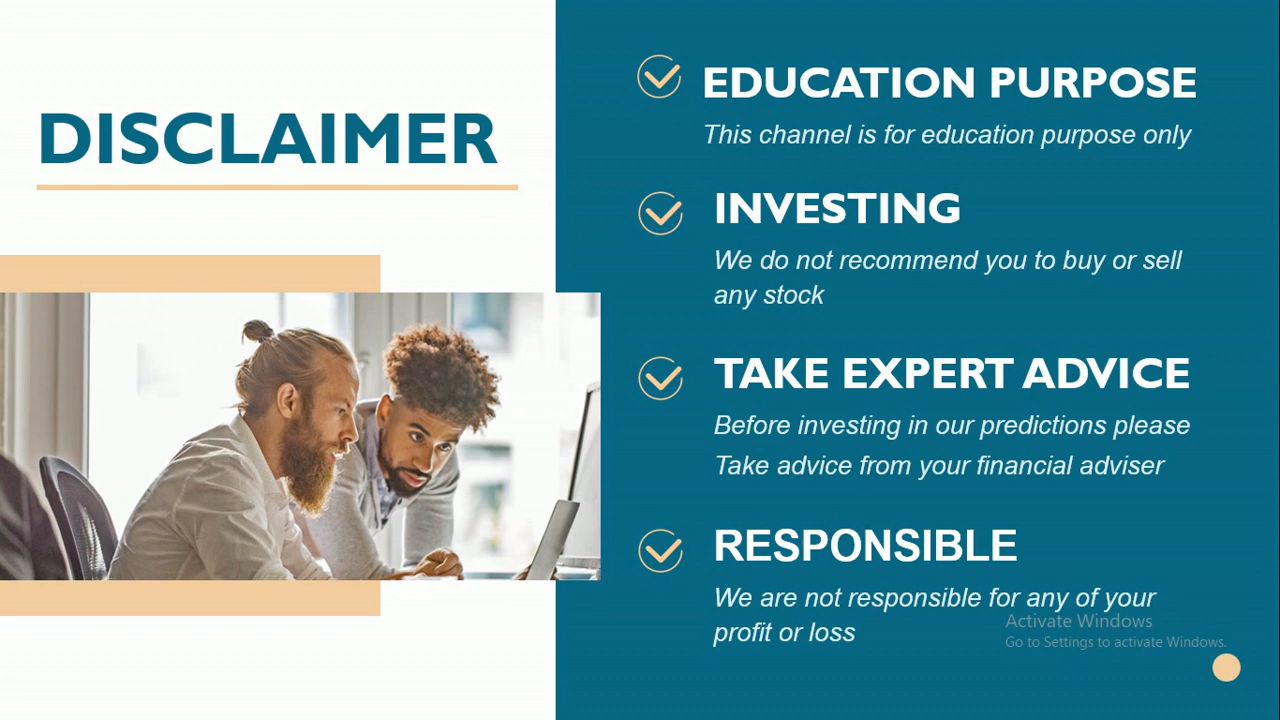 DISCLAIMER
EDUCATION PURPOSE
This channel is for education purpose only
INVESTING
We do not recommend you to buy or sell
any stock
TAKE EXPERT ADVICE
Before investing in our predictions please
Take advice from your financial adviser
RESPONSIBLE
We are not responsible for any of your
profit or loss
Activate Windows
Go to Settings to activate Windows.